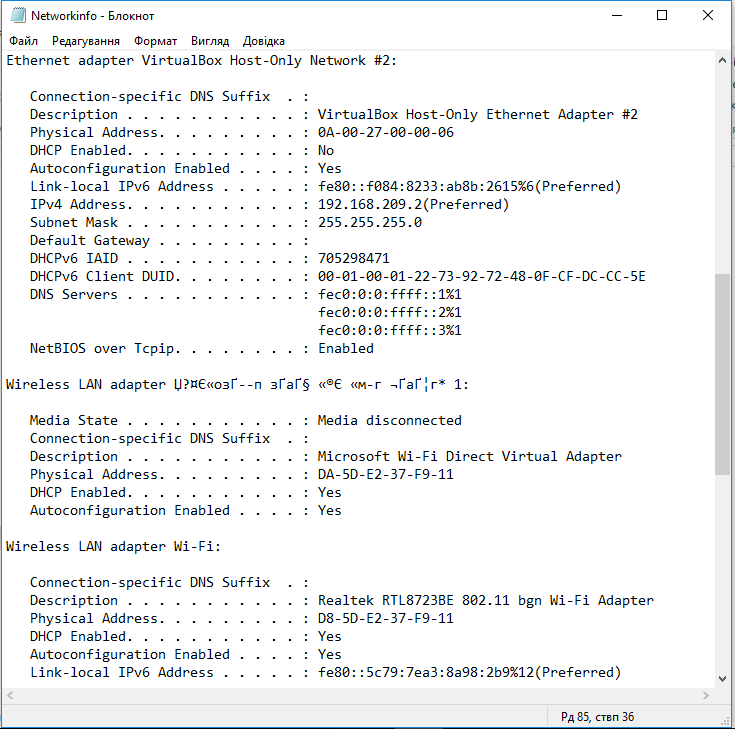 Networkinfo - Блокнот
Файл Редагування Формат Вигляд Довідка
Ethernet adapter VirtualBox Host-Only Network #2:
Connection-specific DNS Suffix . :
Description . . . . . . . . . . . : VirtualBox Host-Only Ethernet Adapter #2
Physical Address. . . . . . . . . : 0A-00-27-00-00-06
DHCP Enabled. . . . . . . . . . . : No
Autoconfiguration Enabled . . . . : Yes
Link-local IPv6 Address . . . . . : fe80::f084:8233:ab8b:2615%6(Preferred)
IPv4 Address. . . . . . . . . . . : 192.168.209.2(Preferred)
Subnet Mask . . . . . . . . . . . : 255.255.255.0
Default Gateway . . . . . . . . . :
DHCPv6 IAID . . . . . . . . . . . : 705298471
DHCPv6 Client DUID. . . . . . . . : 00-01-00-01-22-73-92-72-48-0F-CF-DC-CC-5E
DNS Servers . . . . . . . . . . . : fec0:0:0:ffff::1%1
fec0:0:0:ffff::2%1
fec0:0:0:ffff::3%1
NetBIOS over Tcpip. . . . . . . . : Enabled
Wireless LAN adapter Џ?¤Є«озҐ--п зҐаҐ§ «®Є «м-г ¬ҐаҐ¦г* 1:
Media State . . . . . . . . . . . : Media disconnected
Connection-specific DNS Suffix . :
Description . . . . . . . . . . . : Microsoft Wi-Fi Direct Virtual Adapter
Physical Address. . . . . . . . . : DA-5D-E2-37-F9-11
DHCP Enabled. . . . . . . . . . . : Yes
Autoconfiguration Enabled . . . . : Yes
Wireless LAN adapter Wi-Fi:
Connection-specific DNS Suffix . :
Description . . . . . . . . . . . : Realtek RTL8723BE 802.11 bgn Wi-Fi Adapter
Physical Address. . . . . . . . . : D8-5D-E2-37-F9-11
DHCP Enabled. . . . . . . . . . . : Yes
Autoconfiguration Enabled . . . . : Yes
Link-local IPv6 Address . . . . . : fe80::5c79:7ea3:8a98:2b9%12(Preferred)
Рд 85, ствп 36